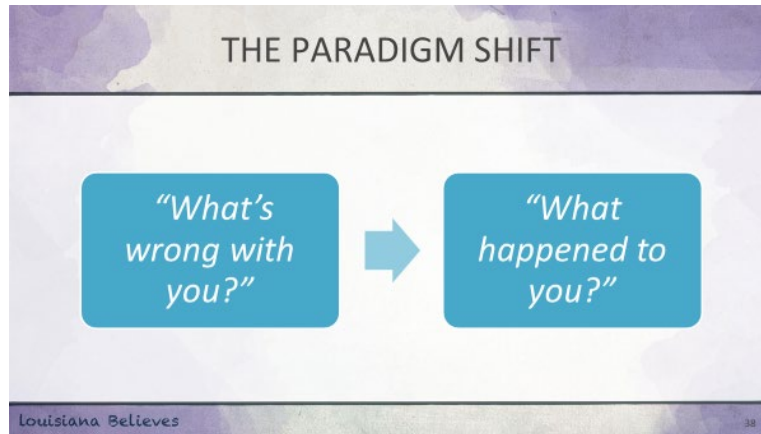 THE PARADIGM SHIFT
“What’s
wrong with
you?”
“What
happened to
you?”
Louisiana Believes
38